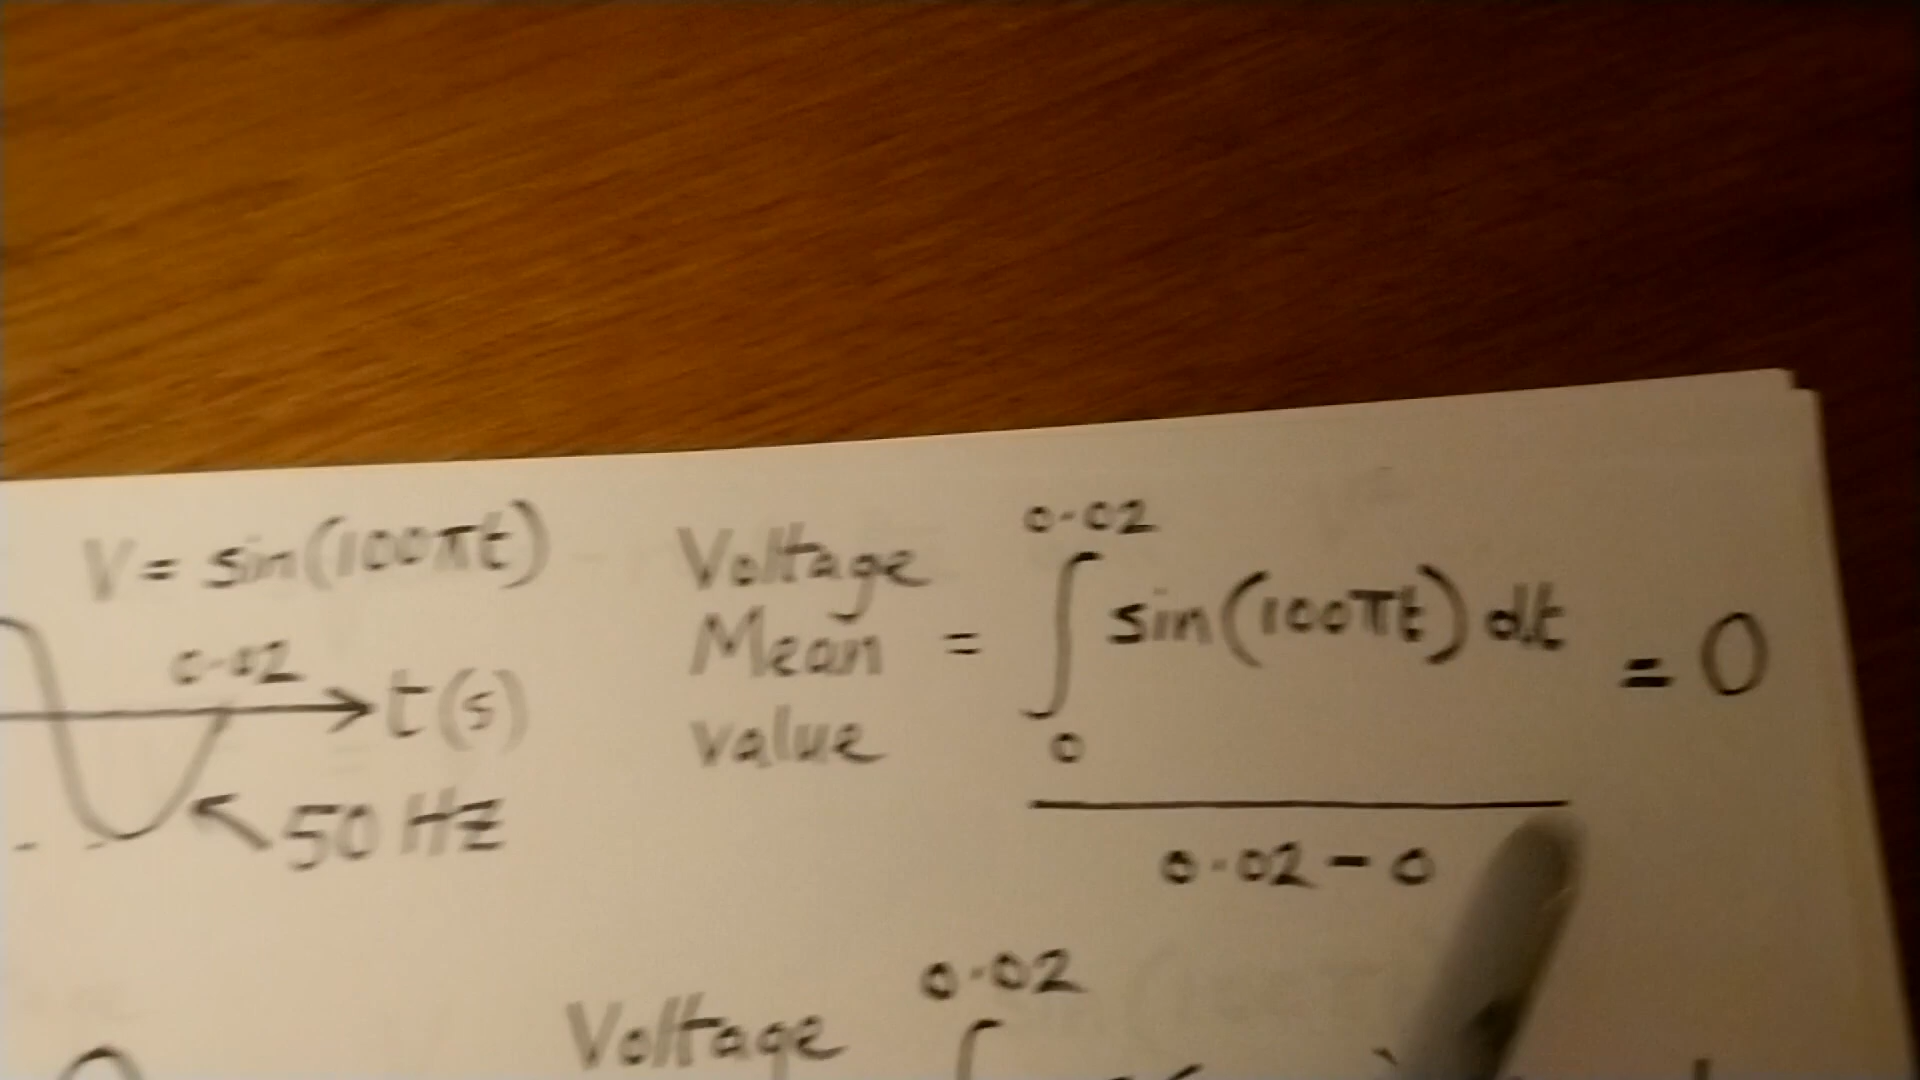 V = sin(100πt)
0.02
t(s)
50 Hz
Voltage
Mean
value
=
0.02
∫ sin(100πt) dt
0
0.02 - 0
= 0
Voltage
0.02
∫